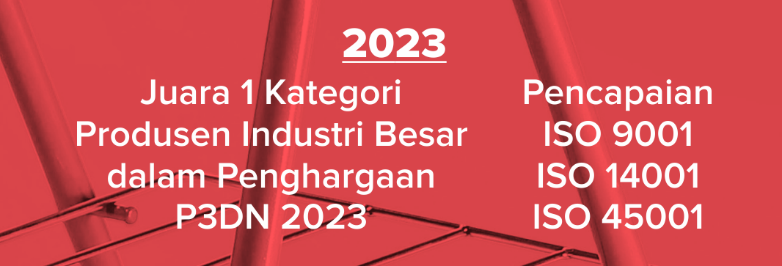 2023
Juara 1 Kategori
Produsen Industri Besar
dalam Penghargaan
P3DN 2023
Pencapaian
ISO 9001
ISO 14001
ISO 45001